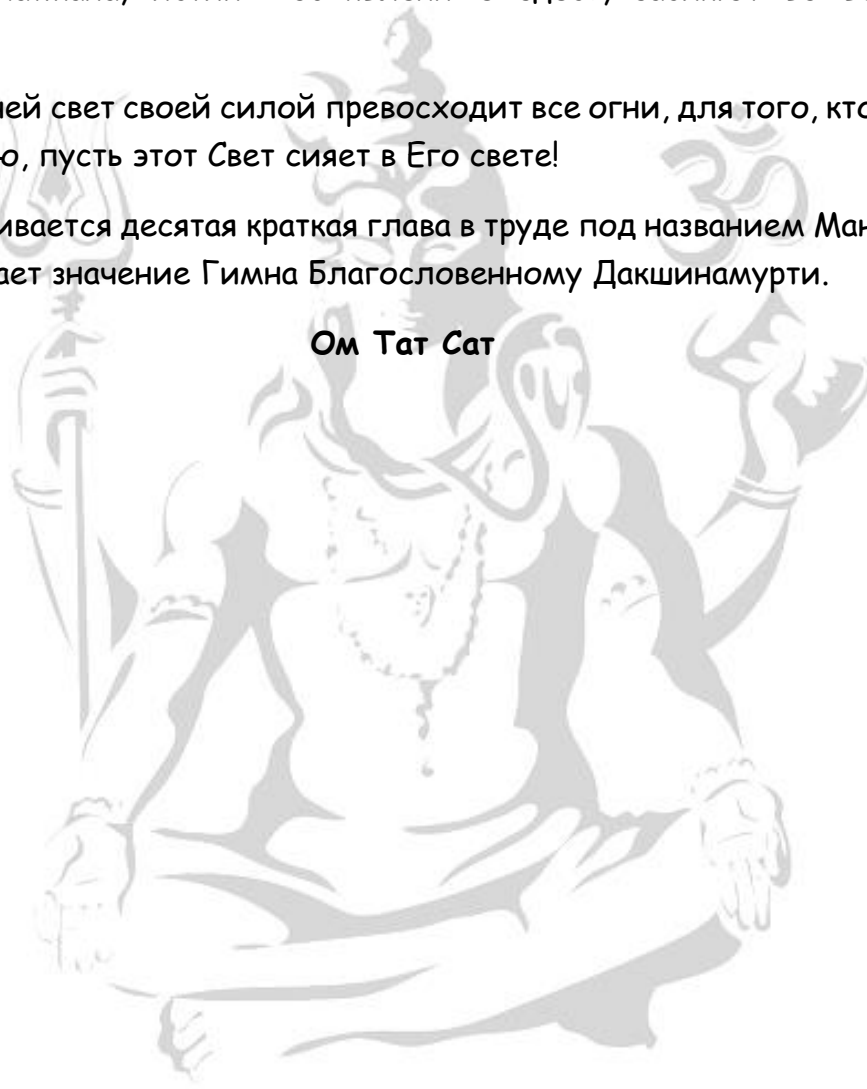 ней свет своей силой превосходит все огни, для того, кто
ю, пусть этот Свет сияет в Его свете!
ивается десятая краткая глава в труде под названием Ман
ает значение Гимна Благословенному Дакшинамурти.
Ом Тат Сат
ॐ